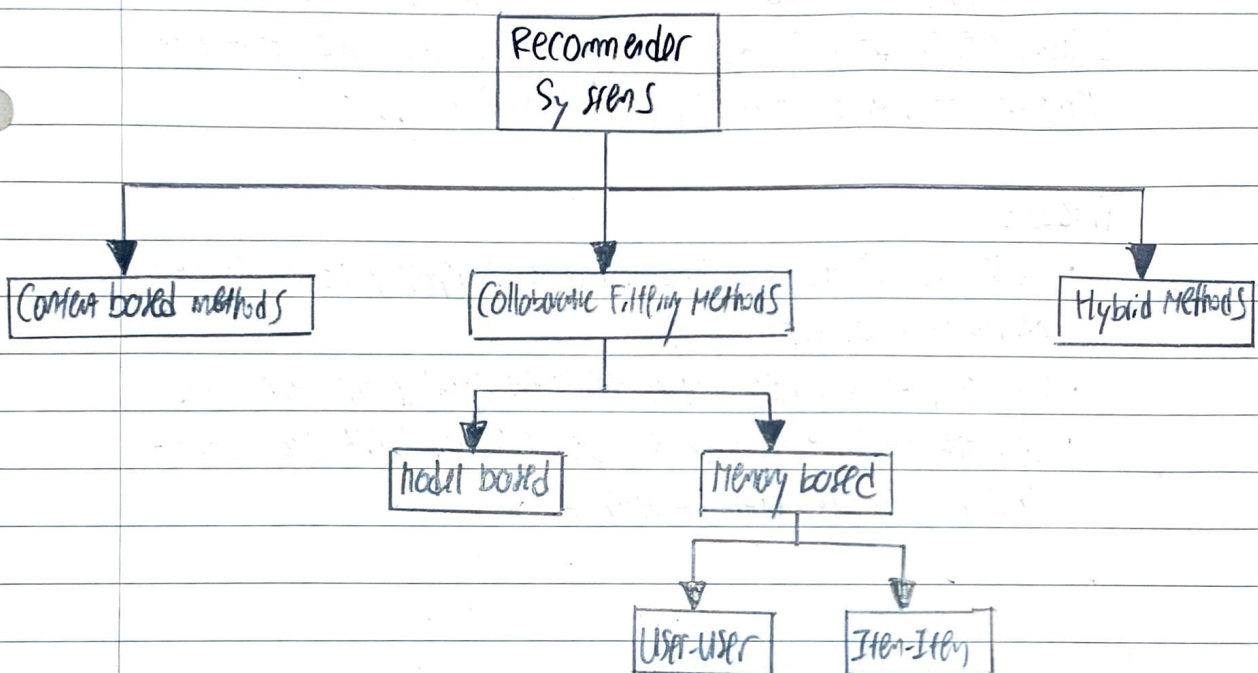 Recommender
Systems
Content based methods
Collaborative Filtering Methods
Hybrid Methods
Model based
Memory based
User-User
Item-Item